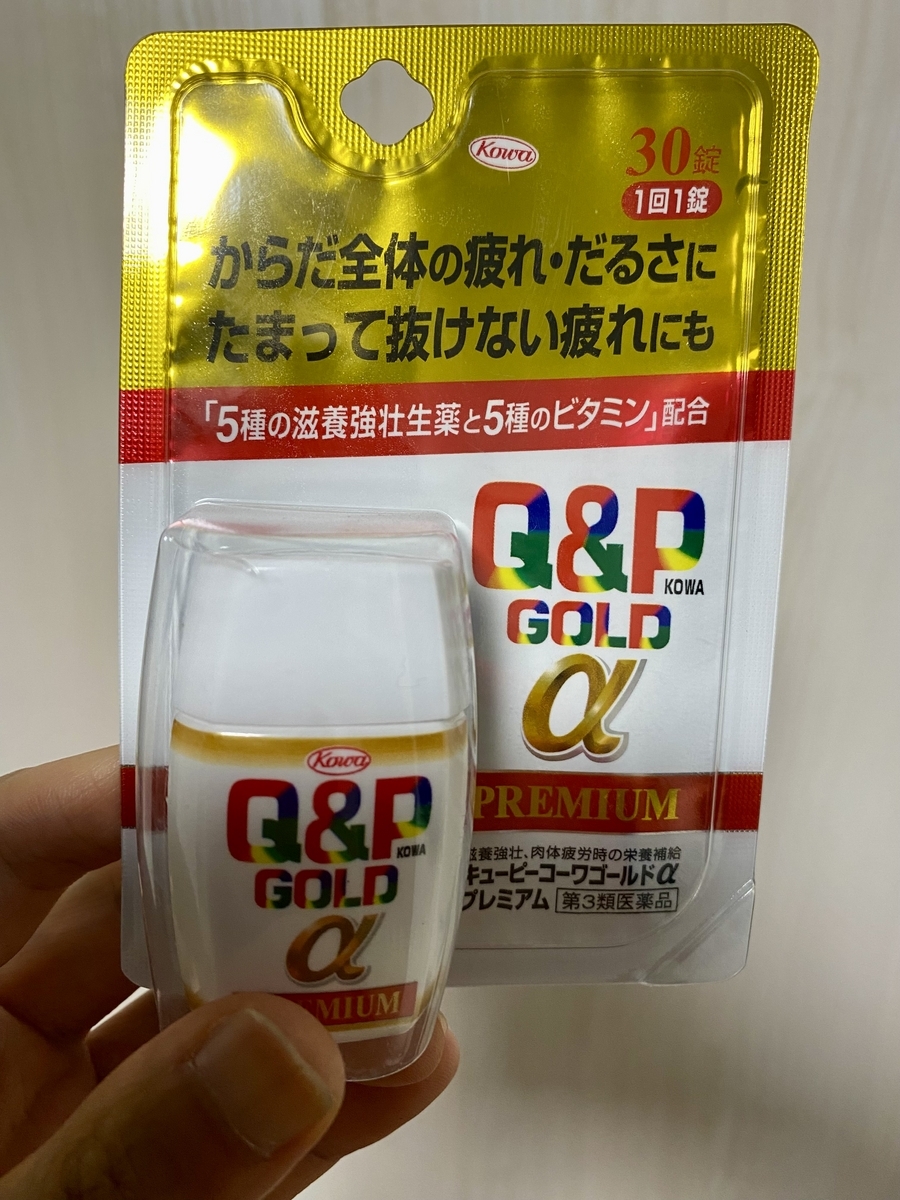 Kowa
30錠
1回1錠
からだ全体の疲れ・だるさに
たまって抜けない疲れにも
「5種の滋養強壮生薬と5種のビタミン」配合
Q&P
KOWA
GOLD
α
PREMIUM
滋養強壮、肉体疲労時の栄養補給
キューピーコーワゴールドα
プレミアム 第3類医薬品
Kowa
Q&P
KOWA
GOLD
α